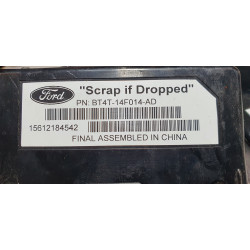 Ford
"Scrap if Dropped"
PN: BT4T-14F014-AD
15612184542
FINAL ASSEMBLED IN CHINA